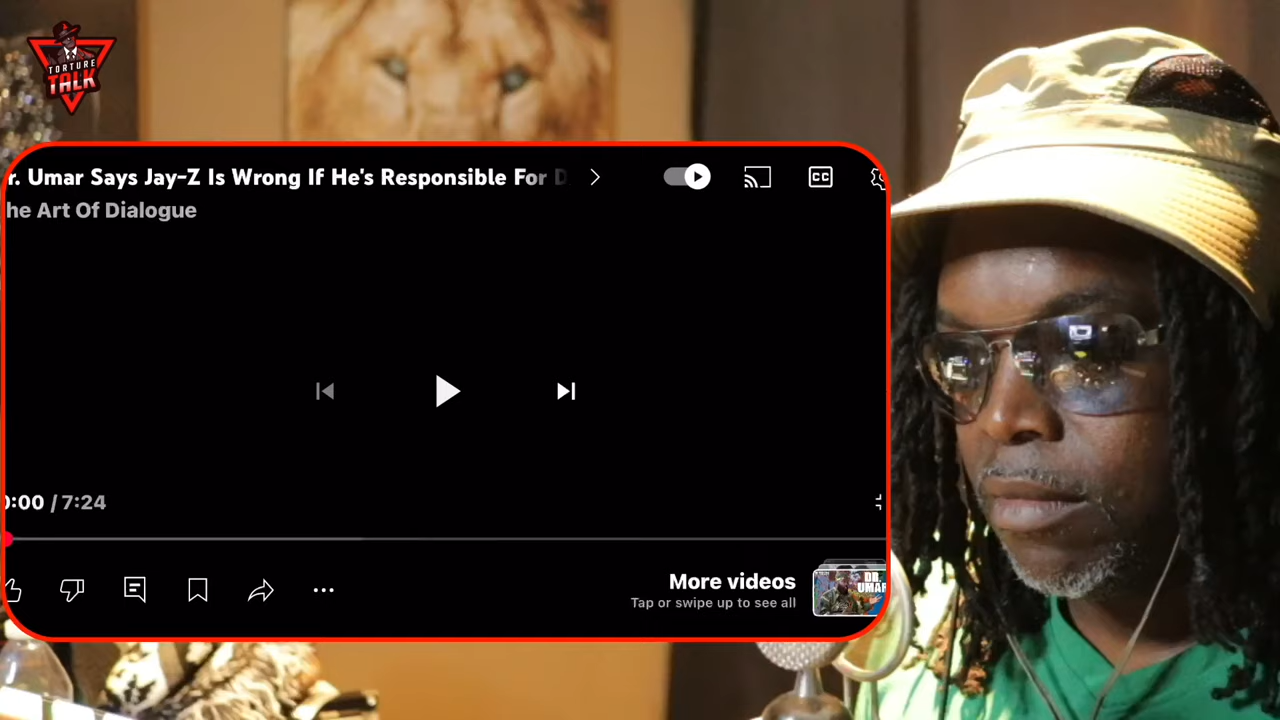 TORTURE
TALK
r. Umar Says Jay-Z Is Wrong If He's Responsible For D
he Art Of Dialogue
CC
0:00 / 7:24
More videos
Tap or swipe up to see all
DR.
UMAR